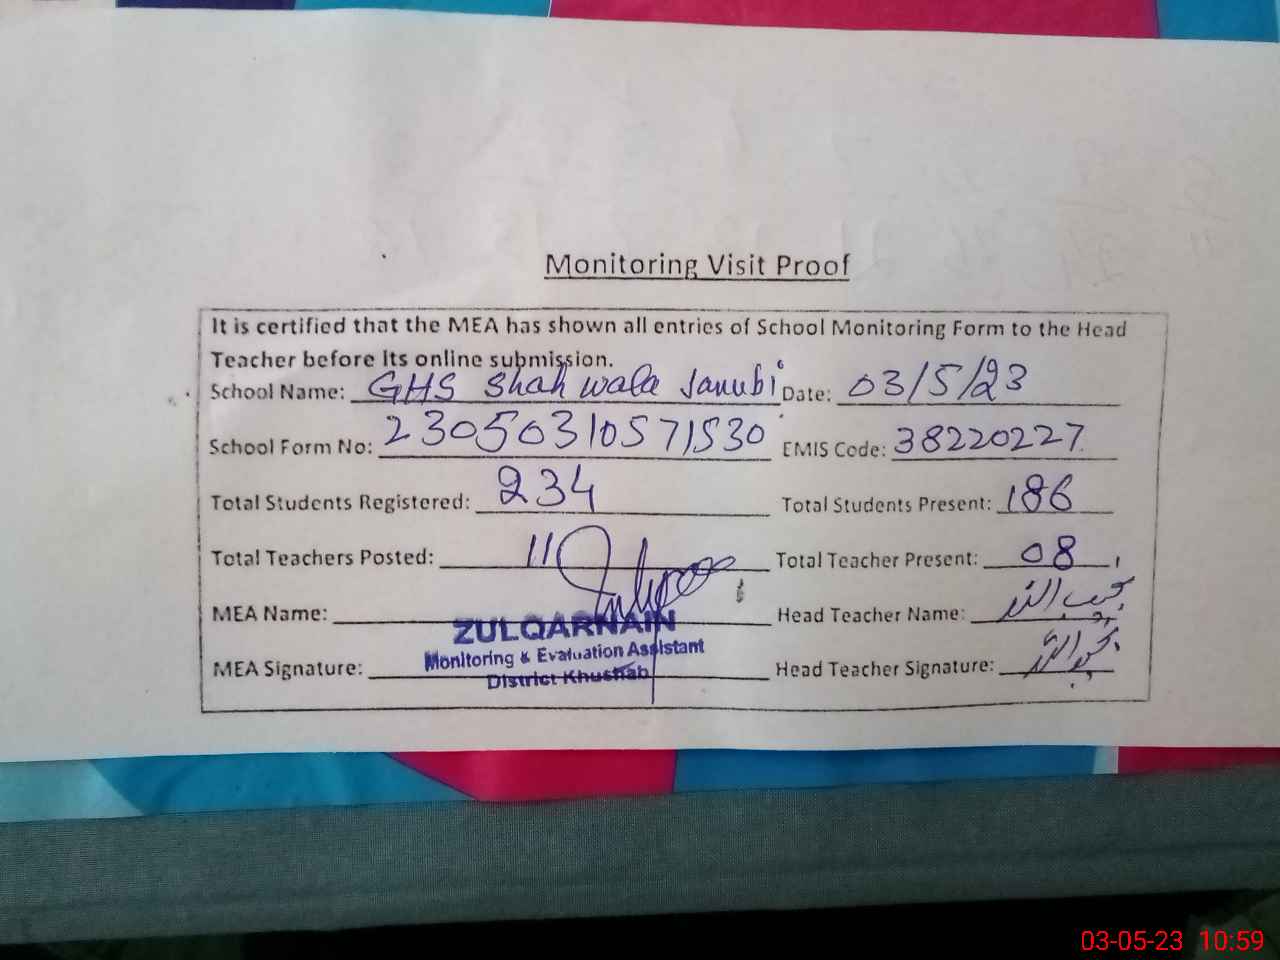 Monitoring Visit Proof
It is certified that the MEA has shown all entries of School Monitoring Form to the Head
Teacher before its online submission.
School Name: GHS Shah wala Janubi Date: 03/5/23
School Form No: 23050310571530 EMIS Code: 38220227
Total Students Registered: 234 Total Students Present: 186
Total Teachers Posted: 11 Total Teacher Present: 08
MEA Name: Head Teacher Name:
ZULQARNAIN
Monitoring & Evaluation Assistant
MEA Signature: Head Teacher Signature:
District Khushab
03-05-23 10:59